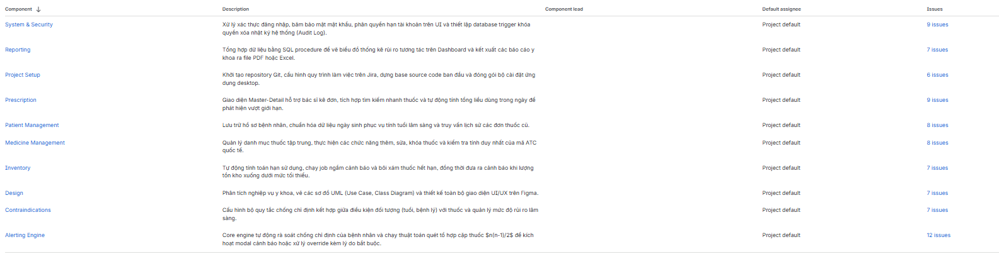 Component ↓ Description Component lead Default assignee Issues
System & Security Xử lý xác thực đăng nhập, băm bảo mật mật khẩu, phân quyền hạn tài khoản trên UI và thiết lập database trigger khóa Project default 9 issues
quyền xóa nhật ký hệ thống (Audit Log).
Reporting Tổng hợp dữ liệu bằng SQL procedure để vẽ biểu đồ thống kê rủi ro tương tác trên Dashboard và kết xuất các báo cáo y Project default 7 issues
khoa ra file PDF hoặc Excel.
Project Setup Khởi tạo repository Git, cấu hình quy trình làm việc trên Jira, dựng base source code ban đầu và đóng gói bộ cài đặt ứng Project default 6 issues
dụng desktop.
Prescription Giao diện Master-Detail hỗ trợ bác sĩ kê đơn, tích hợp tìm kiếm nhanh thuốc và tự động tính tổng liều dùng trong ngày để Project default 9 issues
phát hiện vượt giới hạn.
Patient Management Lưu trữ hồ sơ bệnh nhân, chuẩn hóa dữ liệu ngày sinh phục vụ tính tuổi lâm sàng và truy vấn lịch sử các đơn thuốc cũ. Project default 8 issues
Medicine Management Quản lý danh mục thuốc tập trung, thực hiện các chức năng thêm, sửa, khóa thuốc và kiểm tra tính duy nhất của mã ATC Project default 8 issues
quốc tế.
Inventory Tự động tính toán hạn sử dụng, chạy job ngầm cảnh báo và bôi xám thuốc hết hạn, đồng thời đưa ra cảnh báo khi lượng Project default 7 issues
tồn kho xuống dưới mức tối thiểu.
Design Phân tích nghiệp vụ y khoa, vẽ các sơ đồ UML (Use Case, Class Diagram) và thiết kế toàn bộ giao diện UI/UX trên Figma. Project default 7 issues
Contraindications Cấu hình bộ quy tắc chống chỉ định kết hợp giữa điều kiện đối tượng (tuổi, bệnh lý) với thuốc và quản lý mức độ rủi ro lâm Project default 7 issues
sàng.
Alerting Engine Core engine tự động rà soát chống chỉ định của bệnh nhân và chạy thuật toán quét tổ hợp cặp thuốc $n(n-1)/2$ để kích Project default 12 issues
hoạt modal cảnh báo hoặc xử lý override kèm lý do bắt buộc.